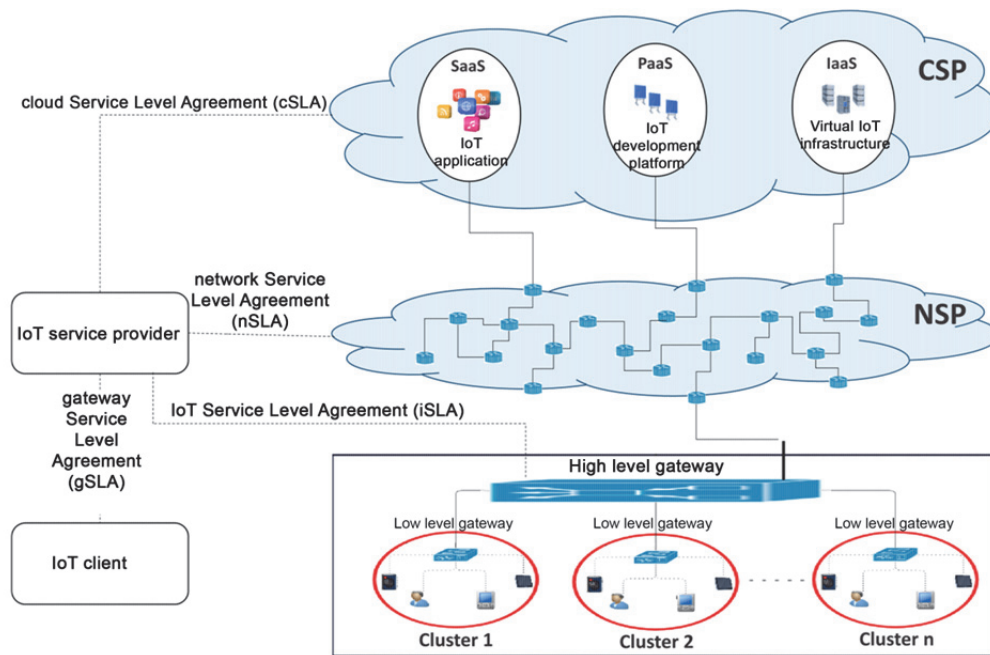 CSP
SaaS
IoT
application
PaaS
IoT
development
platform
IaaS
Virtual IoT
infrastructure
cloud Service Level Agreement (cSLA)
network Service
Level Agreement
(nSLA)
NSP
IoT service provider
gateway
Service
Level
Agreement
(gSLA)
IoT Service Level Agreement (iSLA)
IoT client
High level gateway
Low level gateway
Low level gateway
Low level gateway
Cluster 1
Cluster 2
Cluster n